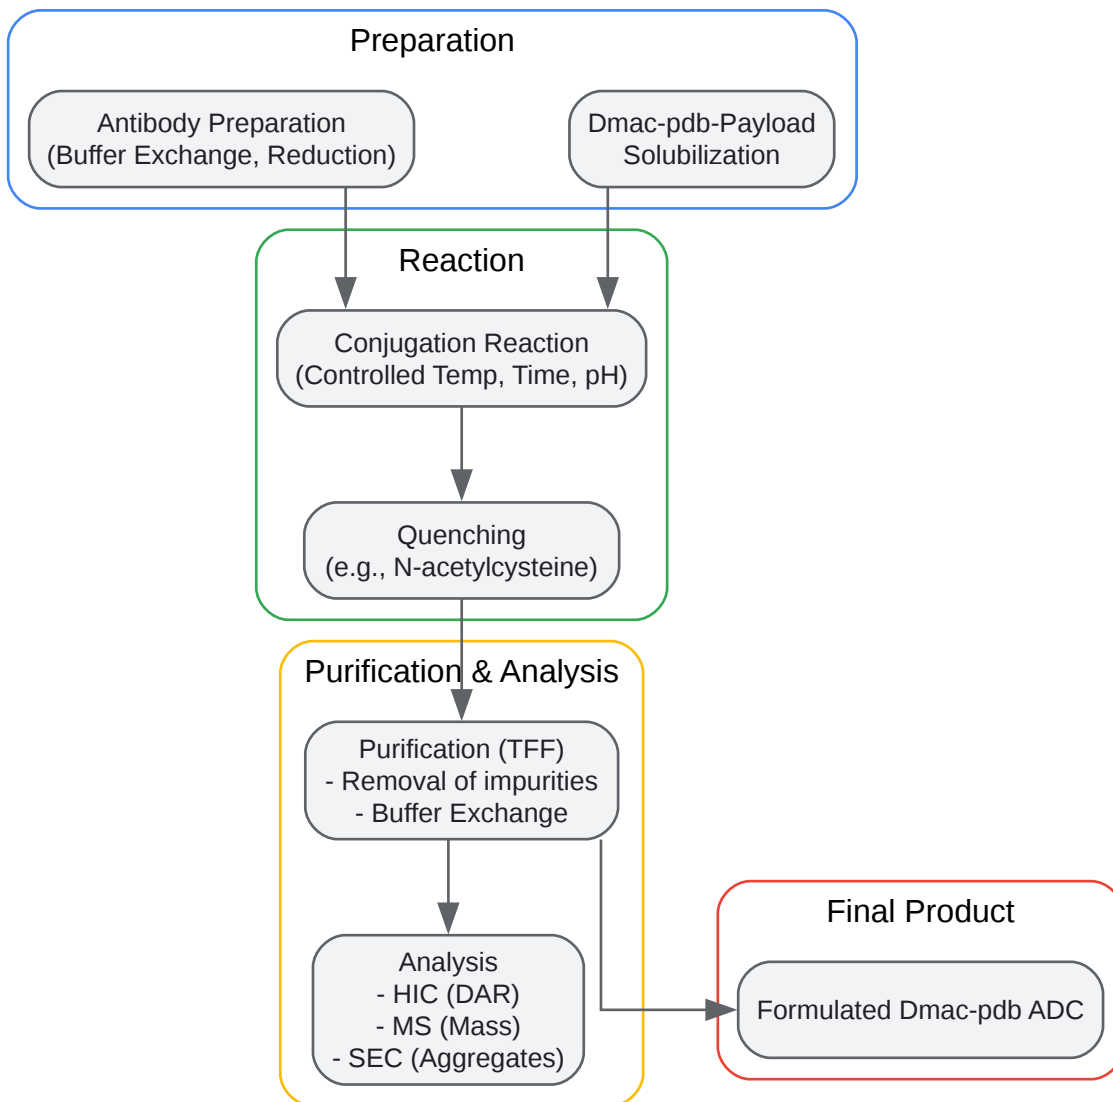 Preparation
Antibody Preparation
(Buffer Exchange, Reduction)
Dmac-pdb-Payload
Solubilization
Reaction
Conjugation Reaction
(Controlled Temp, Time, pH)
Quenching
(e.g., N-acetylcysteine)
Purification & Analysis
Purification (TFF)
- Removal of impurities
- Buffer Exchange
Analysis
- HIC (DAR)
- MS (Mass)
- SEC (Aggregates)
Final Product
Formulated Dmac-pdb ADC